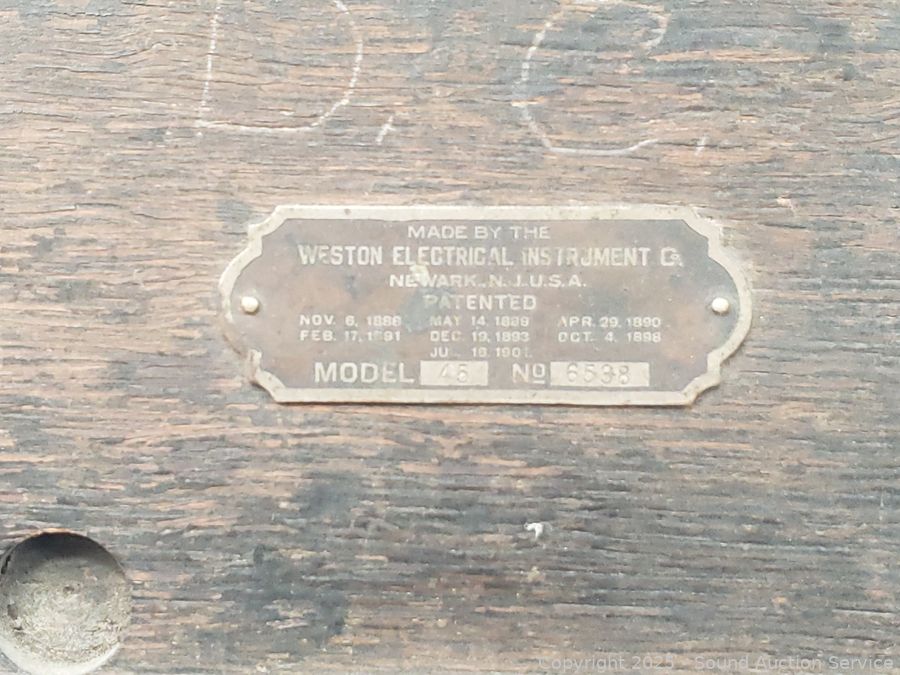 D, C,
MADE BY THE
WESTON ELECTRICAL INSTRUMENT Co.
NEWARK, N.J. U.S.A.
PATENTED
NOV. 6, 1888 MAY 14, 1889 APR. 29, 1890
FEB. 17, 1891 DEC. 19, 1893 OCT. 4, 1898
1901
MODEL 45 No 6538
Copyright 2025 - Sound Auction Service